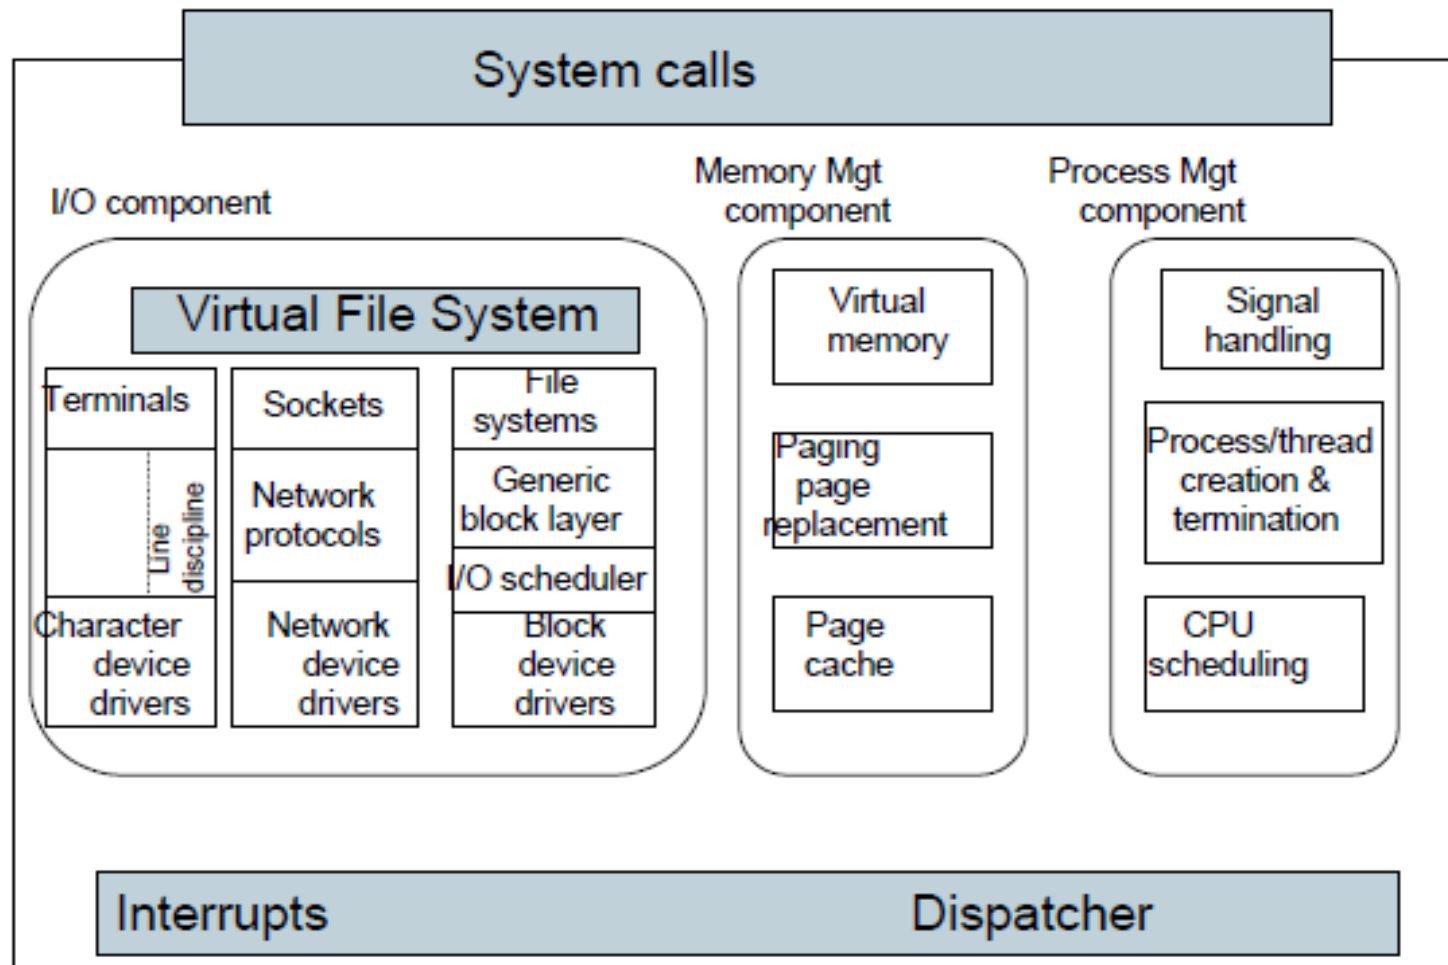 System calls
I/O component
Memory Mgt
component
Process Mgt
component
Virtual File System
Terminals
Line
discipline
Character
device
drivers
Sockets
Network
protocols
Network
device
drivers
File
systems
Generic
block layer
I/O scheduler
Block
device
drivers
Virtual
memory
Paging
page
replacement
Page
cache
Signal
handling
Process/thread
creation &
termination
CPU
scheduling
Interrupts
Dispatcher